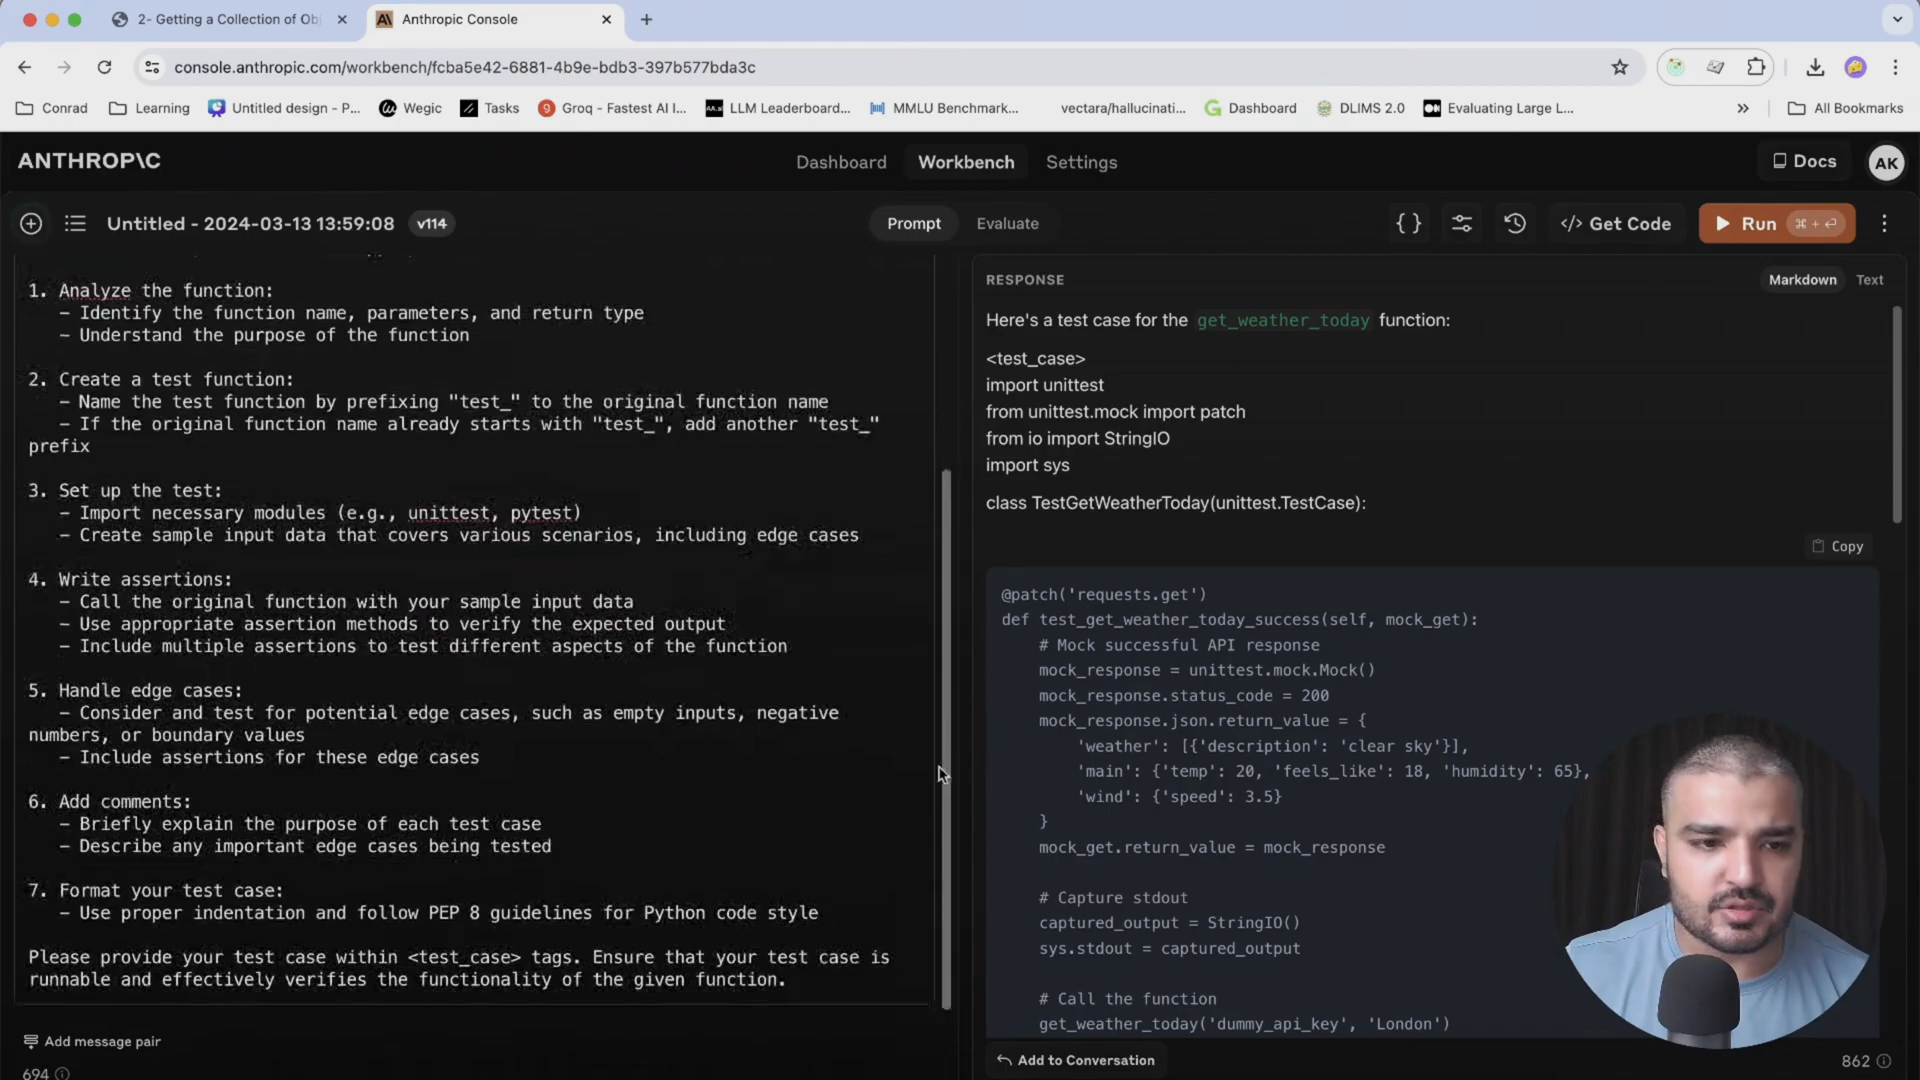 2- Getting a Collection of Ob
Anthropic Console
console.anthropic.com/workbench/fcba5e42-6881-4b9e-bdb3-397b577bda3c
Conrad
Learning
Untitled design - P...
Wegic
Tasks
Groq - Fastest AI I...
LLM Leaderboard...
MMLU Benchmark...
vectara/hallucinati...
Dashboard
DLIMS 2.0
Evaluating Large L...
All Bookmarks
ANTHROP\C
Dashboard
Workbench
Settings
Docs
AK
Untitled - 2024-03-13 13:59:08
v114
Prompt
Evaluate
{ }
</> Get Code
Run
⌘ + ⏎
1. Analyze the function:
– Identify the function name, parameters, and return type
– Understand the purpose of the function
2. Create a test function:
– Name the test function by prefixing "test_" to the original function name
– If the original function name already starts with "test_", add another "test_"
prefix
3. Set up the test:
– Import necessary modules (e.g., unittest, pytest)
– Create sample input data that covers various scenarios, including edge cases
4. Write assertions:
– Call the original function with your sample input data
– Use appropriate assertion methods to verify the expected output
– Include multiple assertions to test different aspects of the function
5. Handle edge cases:
– Consider and test for potential edge cases, such as empty inputs, negative
numbers, or boundary values
– Include assertions for these edge cases
6. Add comments:
– Briefly explain the purpose of each test case
– Describe any important edge cases being tested
7. Format your test case:
– Use proper indentation and follow PEP 8 guidelines for Python code style
Please provide your test case within <test_case> tags. Ensure that your test case is
runnable and effectively verifies the functionality of the given function.
Add message pair
694
RESPONSE
Markdown
Text
Here's a test case for the get_weather_today function:
<test_case>
import unittest
from unittest.mock import patch
from io import StringIO
import sys
class TestGetWeatherToday(unittest.TestCase):
Copy
@patch('requests.get')
def test_get_weather_today_success(self, mock_get):
# Mock successful API response
mock_response = unittest.mock.Mock()
mock_response.status_code = 200
mock_response.json.return_value = {
'weather': [{'description': 'clear sky'}],
'main': {'temp': 20, 'feels_like': 18, 'humidity': 65},
'wind': {'speed': 3.5}
}
mock_get.return_value = mock_response
# Capture stdout
captured_output = StringIO()
sys.stdout = captured_output
# Call the function
get_weather_today('dummy_api_key', 'London')
Add to Conversation
862